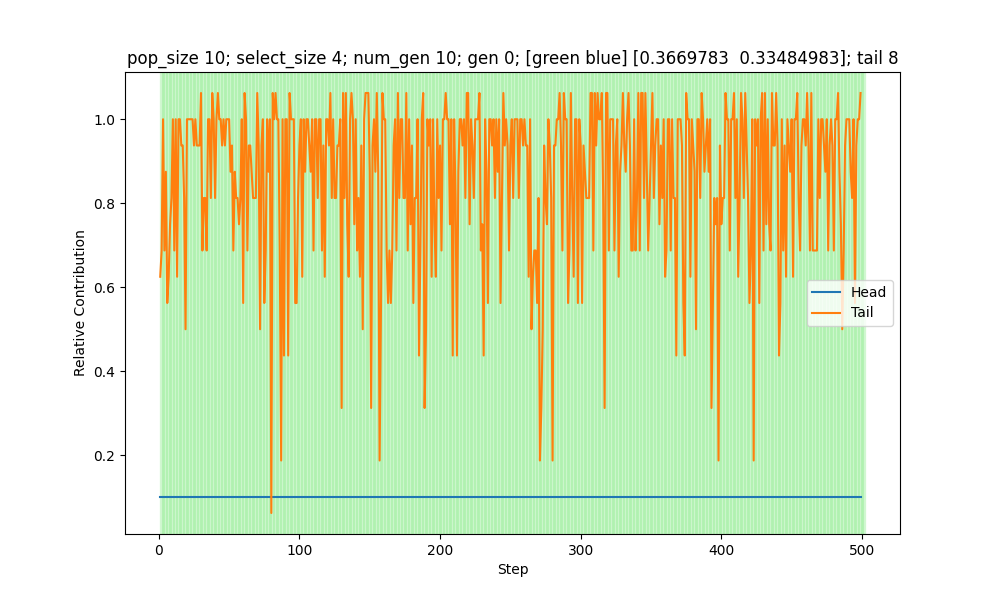 pop_size 10; select_size 4; num_gen 10; gen 0; [green blue] [0.3669783  0.33484983]; tail 8
Relative Contribution
1.0
0.8
0.6
0.4
0.2
Head
Tail
0 100 200 300 400 500
Step